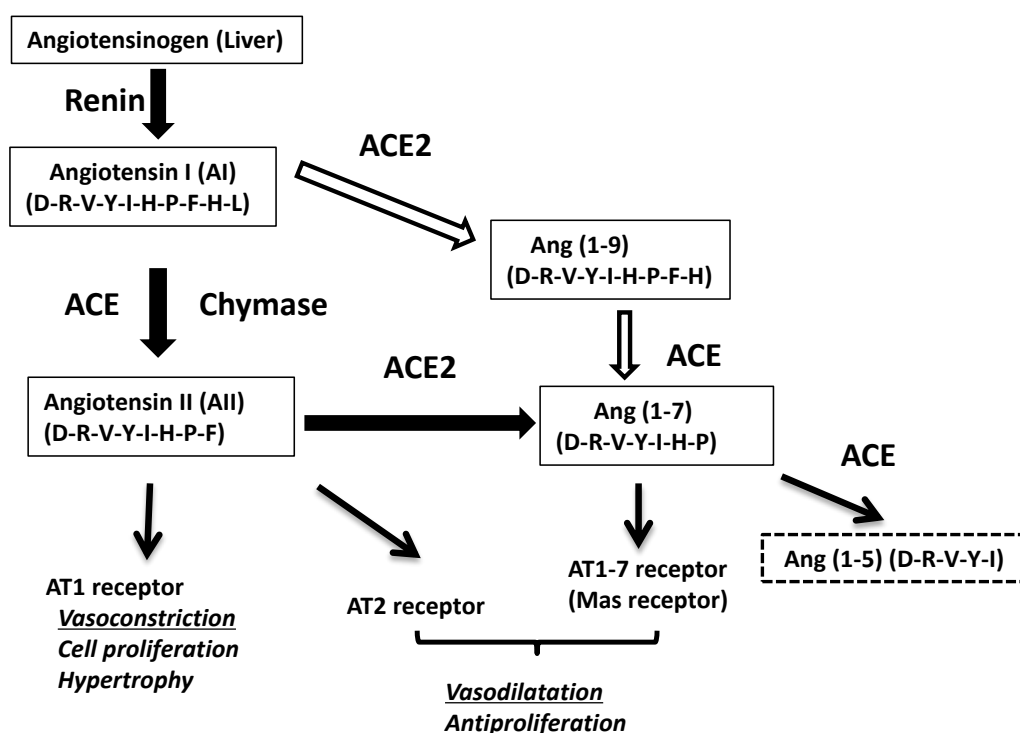 Angiotensinogen (Liver)
Renin
ACE2
Angiotensin I (AI)
(D-R-V-Y-I-H-P-F-H-L)
Ang (1-9)
(D-R-V-Y-I-H-P-F-H)
ACE
Chymase
ACE
ACE2
Angiotensin II (AII)
(D-R-V-Y-I-H-P-F)
Ang (1-7)
(D-R-V-Y-I-H-P)
ACE
Ang (1-5) (D-R-V-Y-I)
AT1 receptor
Vasoconstriction
Cell proliferation
Hypertrophy
AT2 receptor
AT1-7 receptor
(Mas receptor)
Vasodilatation
Antiproliferation